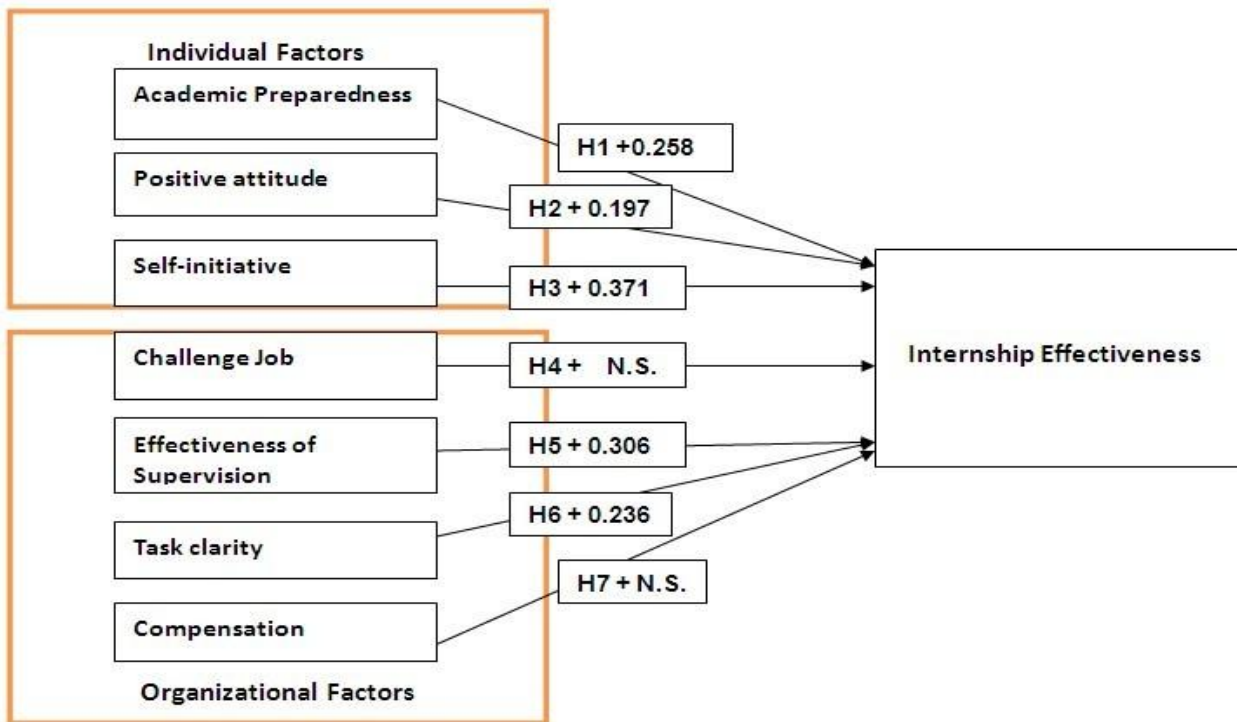 Individual Factors
Academic Preparedness
H1 +0.258
Positive attitude
H2 + 0.197
Self-initiative
H3 + 0.371
Challenge Job
H4 + N.S.
Internship Effectiveness
Effectiveness of
Supervision
H5 + 0.306
H6 + 0.236
Task clarity
H7 + N.S.
Compensation
Organizational Factors